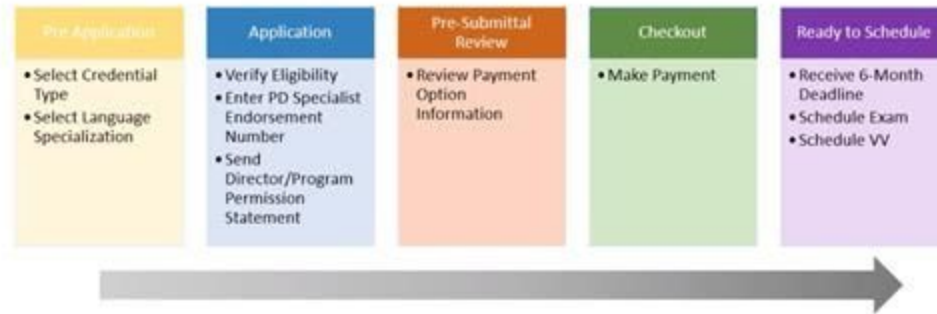 Pre Application
• Select Credential
Type
• Select Language
Specialization
Application
• Verify Eligibility
• Enter PD Specialist
Endorsement
Number
• Send
Director/Program
Permission
Statement
Pre-Submittal
Review
• Review Payment
Option
Information
Checkout
• Make Payment
Ready to Schedule
• Receive 6-Month
Deadline
• Schedule Exam
• Schedule VV